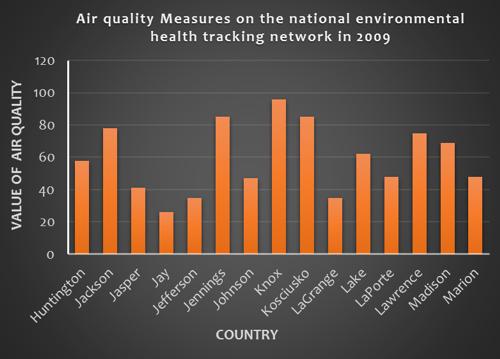 Air quality Measures on the national environmental
health tracking network in 2009
VALUE OF AIR QUALITY
120
100
80
60
40
20
0
Huntington
Jackson
Jasper
Jay
Jefferson
Jennings
Johnson
Knox
Kosciusko
LaGrange
Lake
LaPorte
Lawrence
Madison
Marion
COUNTRY